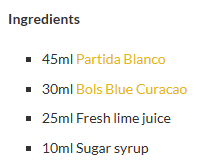 Ingredients
45ml Partida Blanco
30ml Bols Blue Curacao
25ml Fresh lime juice
10ml Sugar syrup